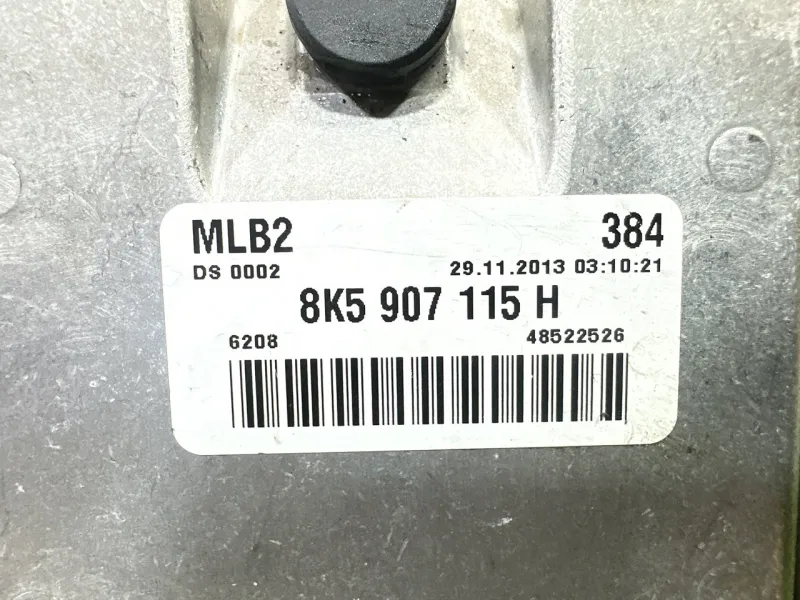 MLB2 384
DS 0002 29.11.2013 03:10:21
8K5 907 115 H
6208 48522526